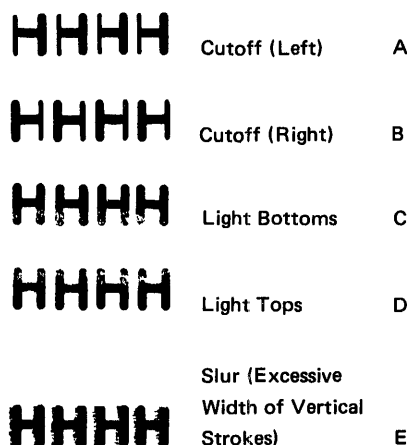 HHHH Cutoff (Left) A
HHHH Cutoff (Right) B
HHHH Light Bottoms C
HHHH Light Tops D
Slur (Excessive
Width of Vertical
HHHH Strokes) E